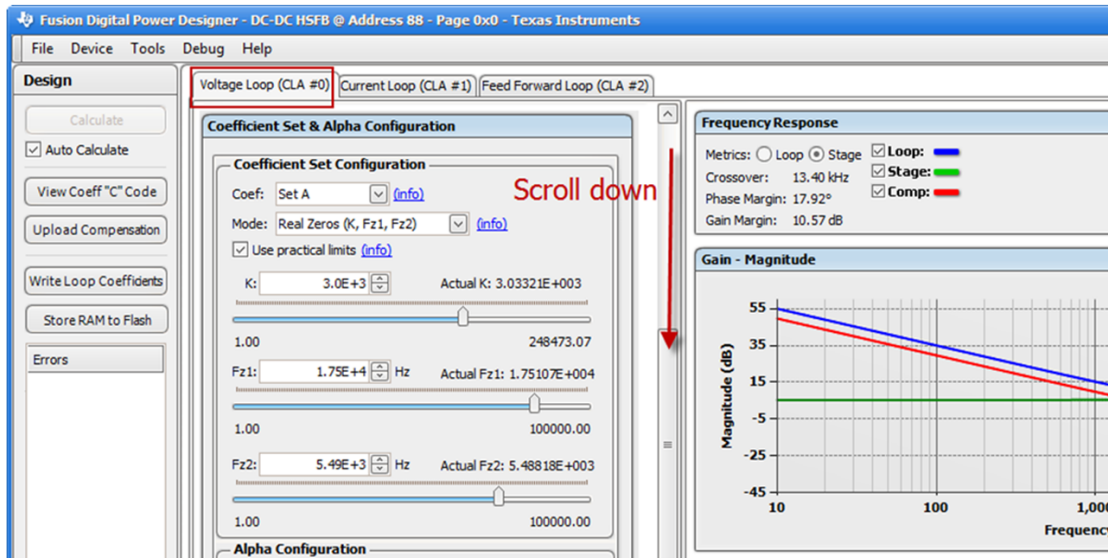 Fusion Digital Power Designer - DC-DC HSFB @ Address 88 - Page 0x0 - Texas Instruments
File Device Tools Debug Help
Design
Calculate
Auto Calculate
View Coeff "C" Code
Upload Compensation
Write Loop Coefficients
Store RAM to Flash
Errors
Voltage Loop (CLA #0) Current Loop (CLA #1) Feed Forward Loop (CLA #2)
Coefficient Set & Alpha Configuration
Coefficient Set Configuration
Coef: Set A (info)
Mode: Real Zeros (K, Fz1, Fz2) (info)
Use practical limits (info)
K: 3.0E+3 Actual K: 3.03321E+003
1.00 248473.07
Fz1: 1.75E+4 Hz Actual Fz1: 1.75107E+004
1.00 100000.00
Fz2: 5.49E+3 Hz Actual Fz2: 5.48818E+003
1.00 100000.00
Alpha Configuration
Scroll down
Frequency Response
Metrics: Loop Stage Loop:
Crossover: 13.40 kHz Stage:
Phase Margin: 17.92° Comp:
Gain Margin: 10.57 dB
Gain - Magnitude
Magnitude (dB)
55
35
15
-5
-25
-45
10 100 1,000
Frequency